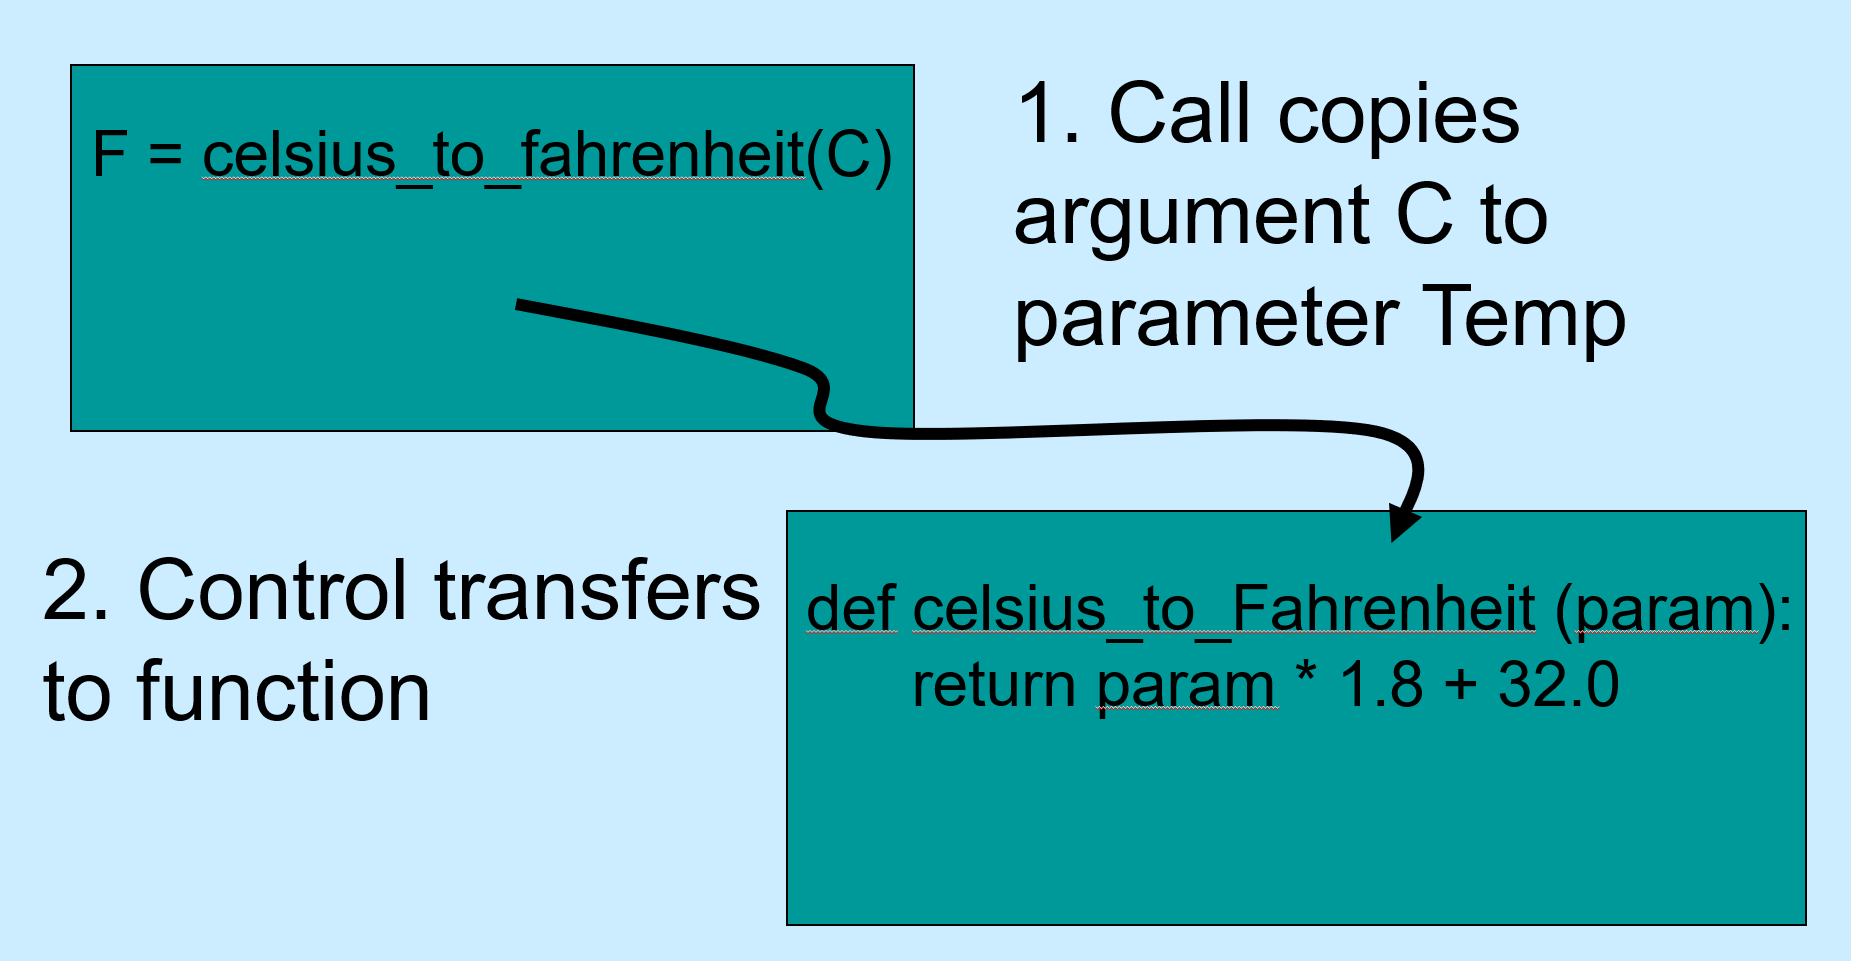 F = celsius_to_fahrenheit(C)
1. Call copies
argument C to
parameter Temp
2. Control transfers
to function
def celsius_to_Fahrenheit (param):
return param * 1.8 + 32.0